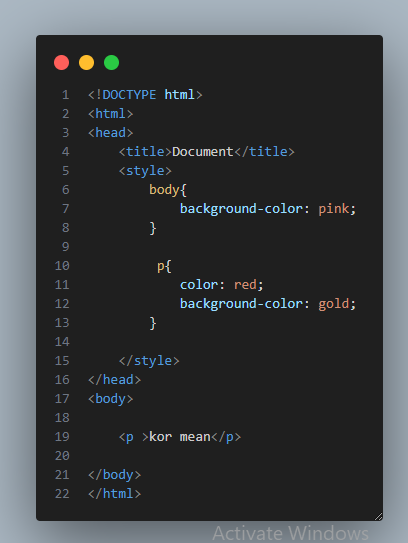 1 <!DOCTYPE html>
2 <html>
3 <head>
4     <title>Document</title>
5     <style>
6         body{
7             background-color: pink;
8         }
9
10          p{
11             color: red;
12             background-color: gold;
13         }
14
15     </style>
16 </head>
17 <body>
18
19     <p >kor mean</p>
20
21 </body>
22 </html>
Activate Windows